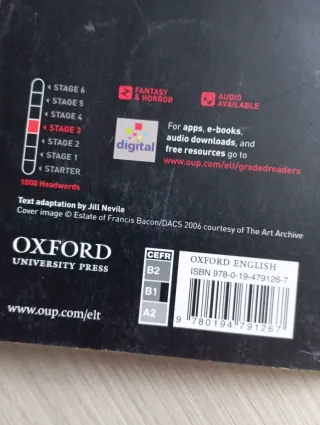 STAGE 6
STAGE 5
STAGE 4
STAGE 3
STAGE 2
STAGE 1
STARTER
1000 Headwords
FANTASY
& HORROR
AUDIO
AVAILABLE
digital
For apps, e-books,
audio downloads, and
free resources go to
www.oup.com/elt/gradedreaders
Text adaptation by Jill Nevile
Cover image © Estate of Francis Bacon/DACS 2006 courtesy of The Art Archive
OXFORD
UNIVERSITY PRESS
www.oup.com/elt
CEFR
B2
B1
A2
OXFORD ENGLISH
ISBN 978-0-19-479126-7
9 780194 791267